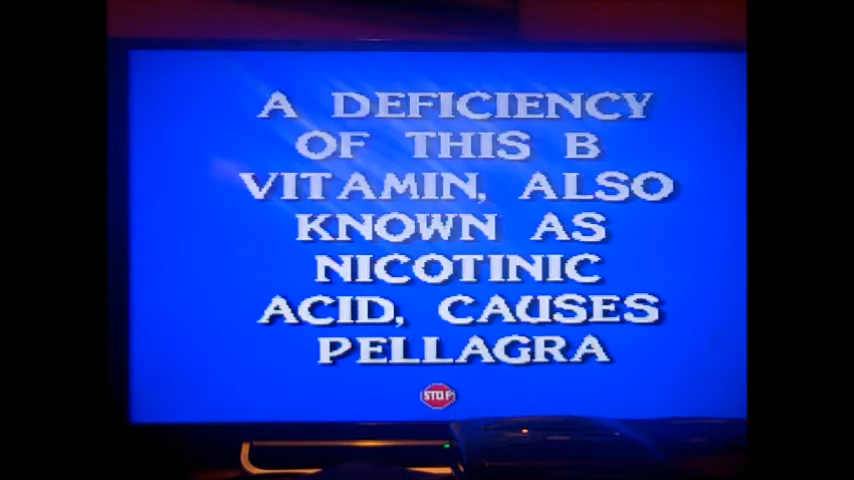 A DEFICIENCY
OF THIS B
VITAMIN, ALSO
KNOWN AS
NICOTINIC
ACID, CAUSES
PELLAGRA
STOP